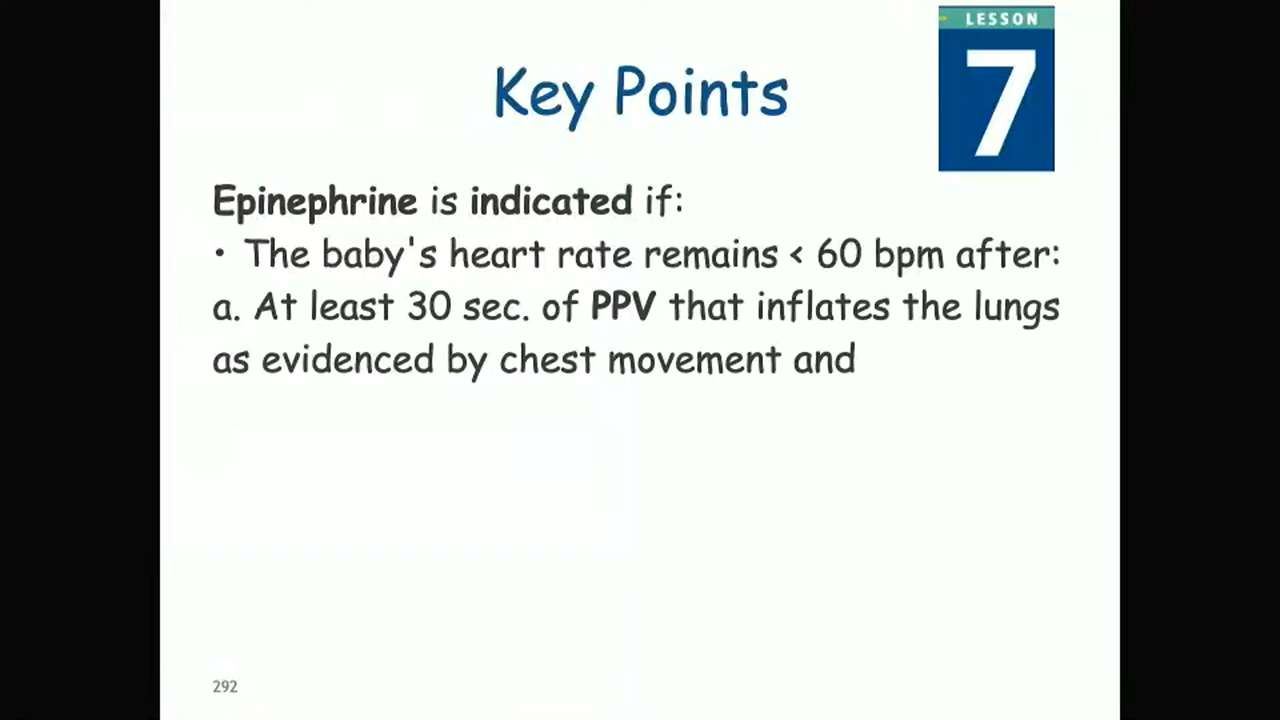 LESSON
7
Key Points
Epinephrine is indicated if:
• The baby's heart rate remains < 60 bpm after:
a. At least 30 sec. of PPV that inflates the lungs
as evidenced by chest movement and
292